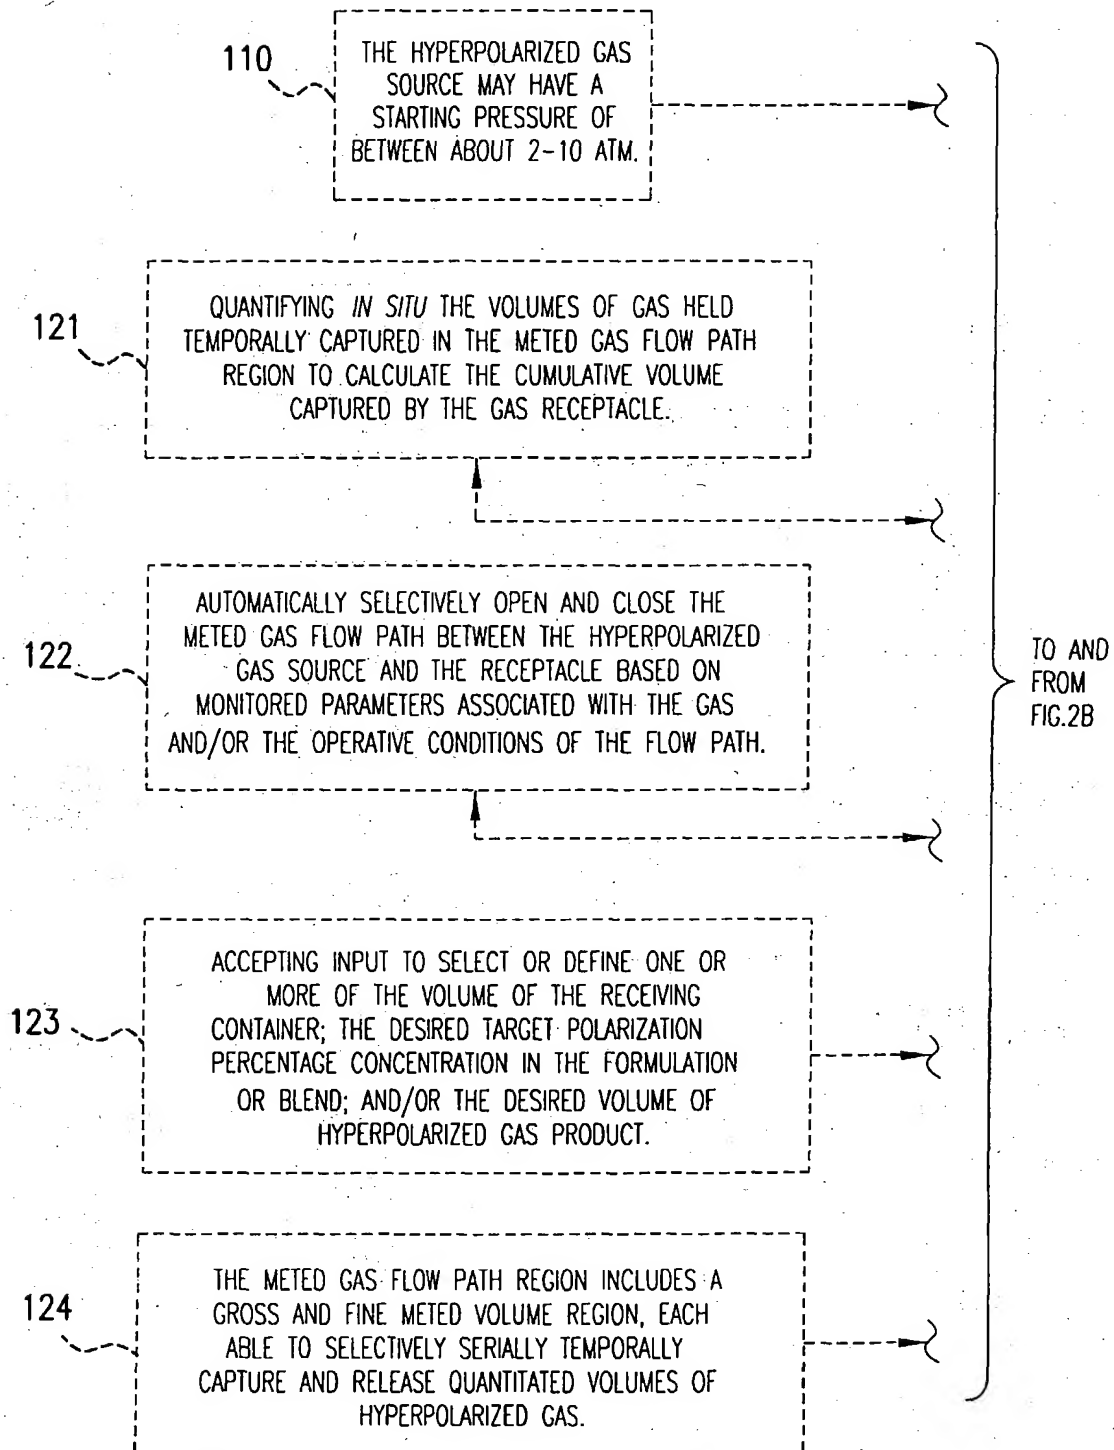 110
THE HYPERPOLARIZED GAS
SOURCE MAY HAVE A
STARTING PRESSURE OF
BETWEEN ABOUT 2-10 ATM.
121
QUANTIFYING IN SITU THE VOLUMES OF GAS HELD
TEMPORALLY CAPTURED IN THE METED GAS FLOW PATH
REGION TO CALCULATE THE CUMULATIVE VOLUME
CAPTURED BY THE GAS RECEPTACLE.
122
AUTOMATICALLY SELECTIVELY OPEN AND CLOSE THE
METED GAS FLOW PATH BETWEEN THE HYPERPOLARIZED
GAS SOURCE AND THE RECEPTACLE BASED ON
MONITORED PARAMETERS ASSOCIATED WITH THE GAS
AND/OR THE OPERATIVE CONDITIONS OF THE FLOW PATH.
TO AND
FROM
FIG.2B
123
ACCEPTING INPUT TO SELECT OR DEFINE ONE OR
MORE OF THE VOLUME OF THE RECEIVING
CONTAINER; THE DESIRED TARGET POLARIZATION
PERCENTAGE CONCENTRATION IN THE FORMULATION
OR BLEND; AND/OR THE DESIRED VOLUME OF
HYPERPOLARIZED GAS PRODUCT.
124
THE METED GAS FLOW PATH REGION INCLUDES A
GROSS AND FINE METED VOLUME REGION, EACH
ABLE TO SELECTIVELY SERIALLY TEMPORALLY
CAPTURE AND RELEASE QUANTITATED VOLUMES OF
HYPERPOLARIZED GAS.